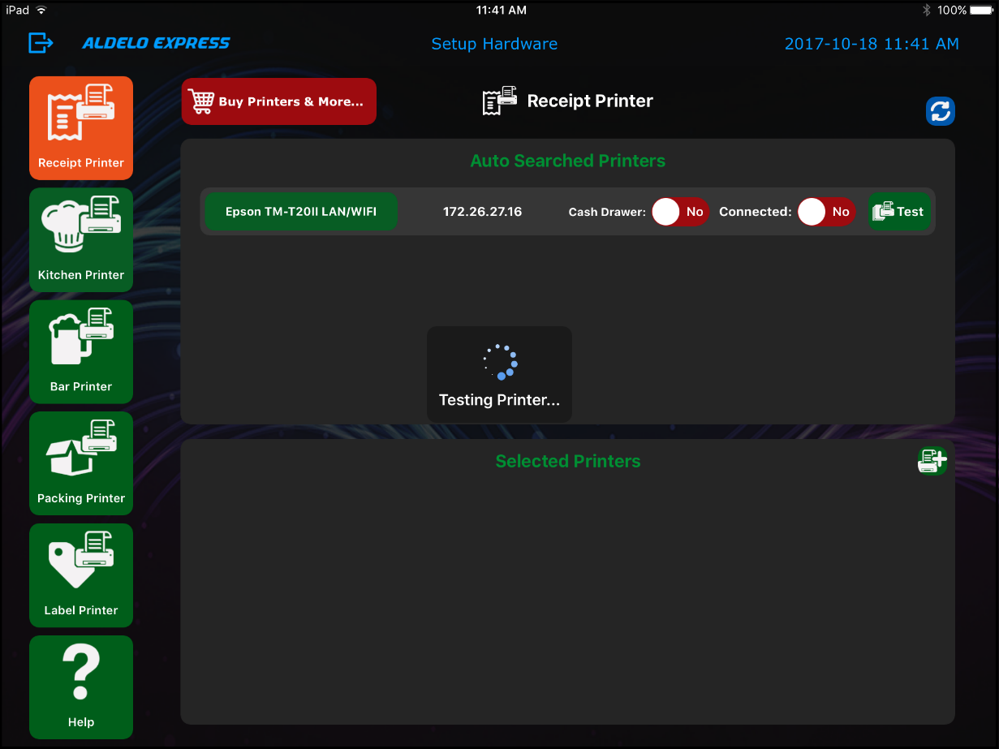 iPad 11:41 AM 100%
ALDELO EXPRESS Setup Hardware 2017-10-18 11:41 AM
Buy Printers & More... Receipt Printer
Receipt Printer
Auto Searched Printers
Epson TM-T20II LAN/WIFI 172.26.27.16 Cash Drawer: No Connected: No Test
Kitchen Printer
Bar Printer
Testing Printer...
Selected Printers
Packing Printer
Label Printer
?
Help